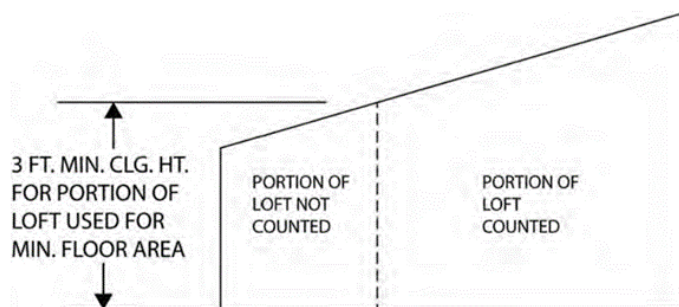 3 FT. MIN. CLG. HT.
FOR PORTION OF
LOFT USED FOR
MIN. FLOOR AREA
PORTION OF
LOFT NOT
COUNTED
PORTION OF
LOFT
COUNTED